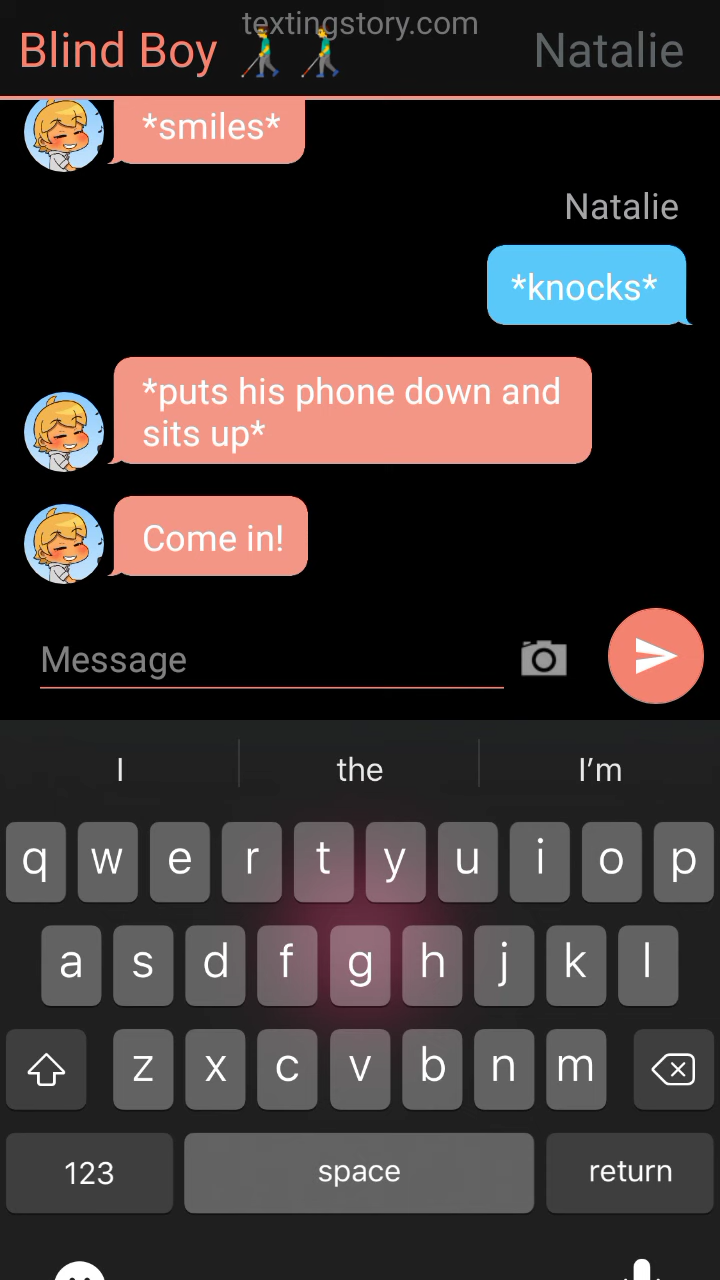 textingstory.com
Blind Boy 👨‍🦯👨‍🦯 Natalie
*smiles*
Natalie
*knocks*
*puts his phone down and
sits up*
Come in!
Message
I the I’m
q w e r t y u i o p
a s d f g h j k l
z x c v b n m
123 space return